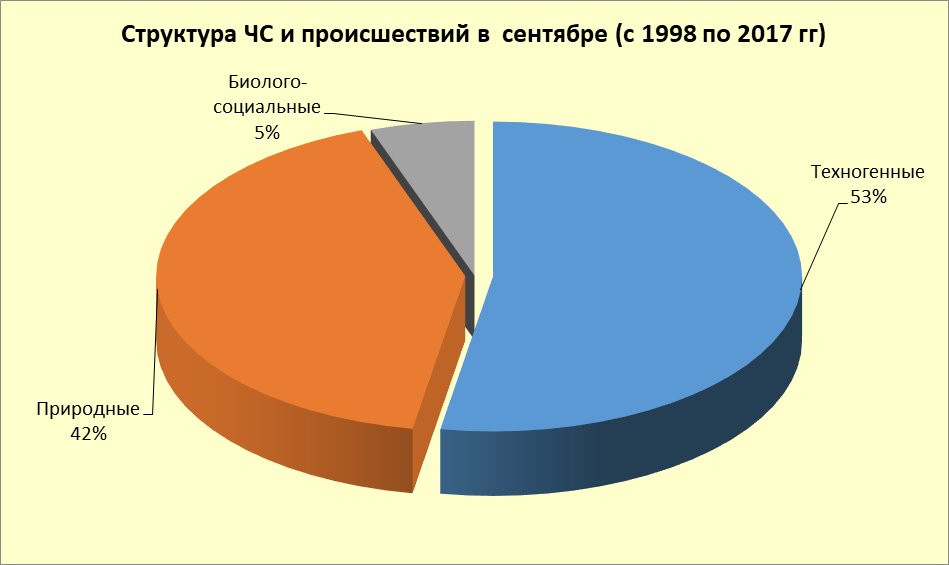 Структура ЧС и происшествий в  сентябре (с 1998 по 2017 гг)
Биолого-
социальные
5%
Техногенные
53%
Природные
42%